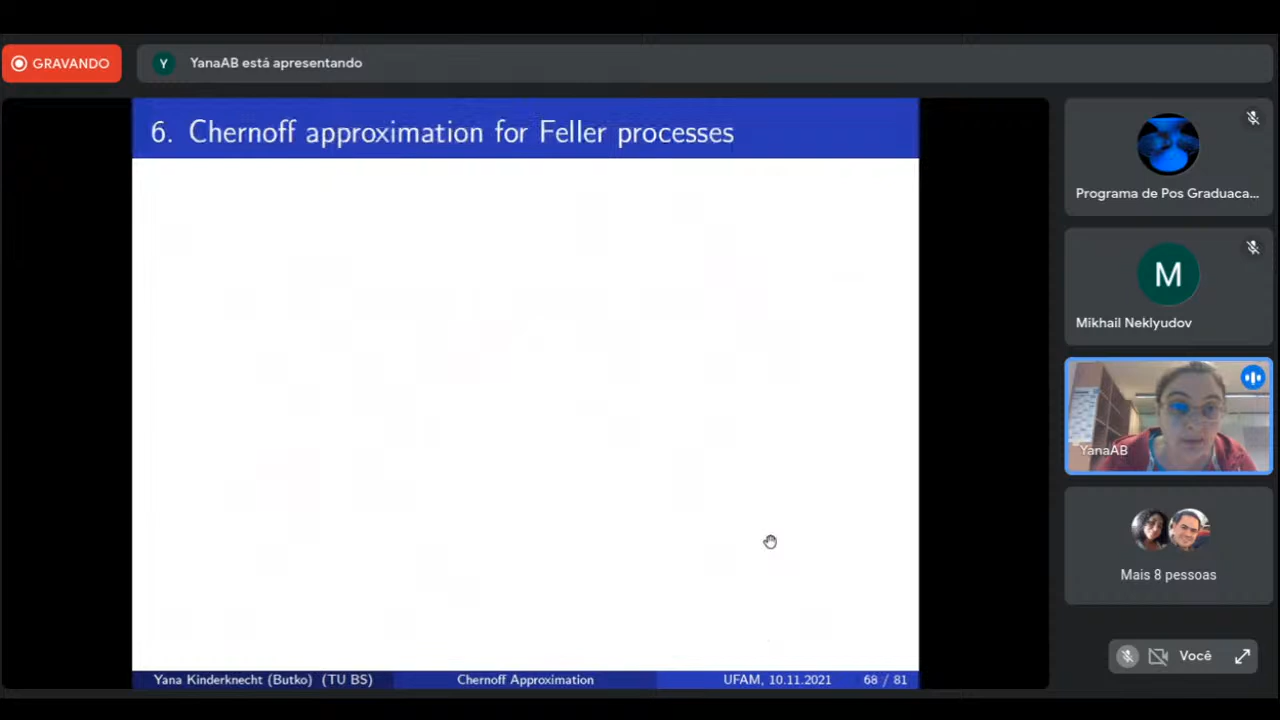 GRAVANDO
Y
YanaAB está apresentando
6. Chernoff approximation for Feller processes
Programa de Pos Graduaca...
M
Mikhail Neklyudov
YanaAB
Mais 8 pessoas
Você
Yana Kinderknecht (Butko) (TU BS) Chernoff Approximation UFAM, 10.11.2021 68 / 81